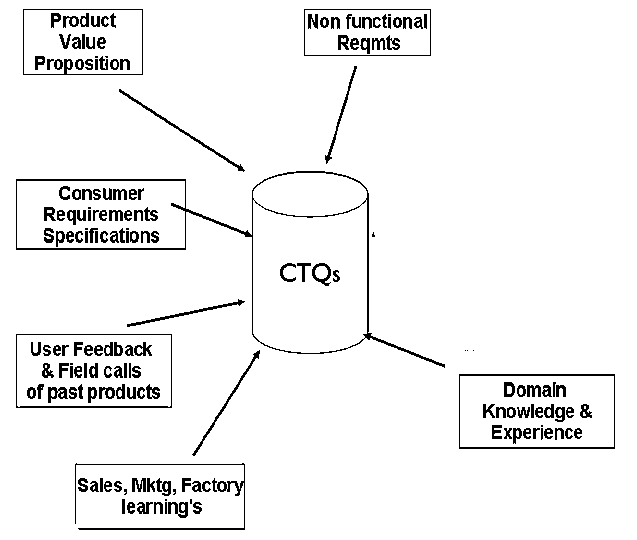 Product
Value
Proposition
Non functional
Reqmts
Consumer
Requirements
Specifications
CTQs
User Feedback
& Field calls
of past products
Domain
Knowledge &
Experience
Sales, Mktg, Factory
learning's